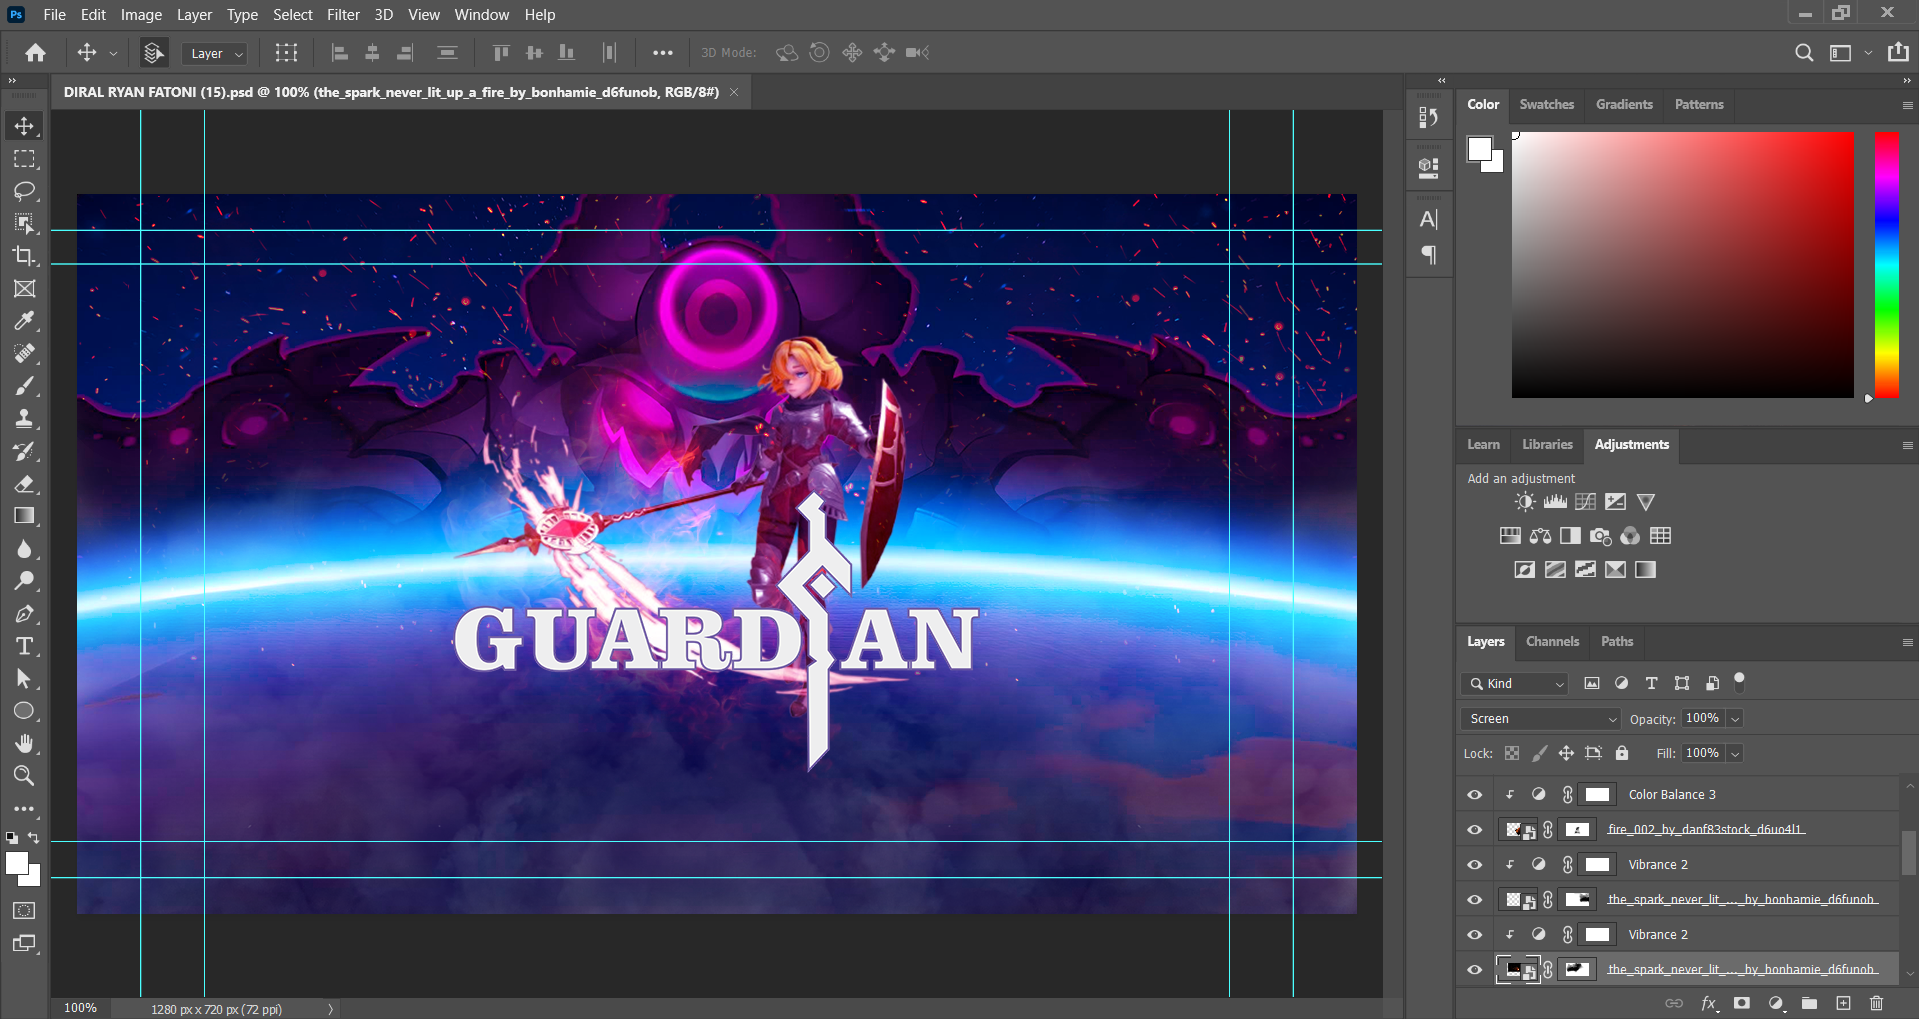 Ps File Edit Image Layer Type Select Filter 3D View Window Help
Layer 3D Mode:
DIRAL RYAN FATONI (15).psd @ 100% (the_spark_never_lit_up_a_fire_by_bonhamie_d6funob, RGB/8#)
Color Swatches Gradients Patterns
Learn Libraries Adjustments
Add an adjustment
GUARDIAN
Layers Channels Paths
Kind
Screen Opacity: 100%
Lock: Fill: 100%
Color Balance 3
fire_002_by_danf83stock_d6uo4l1
Vibrance 2
the_spark_never_lit_..._by_bonhamie_d6funob
Vibrance 2
the_spark_never_lit_..._by_bonhamie_d6funob
fx
100% 1280 px x 720 px (72 ppi)